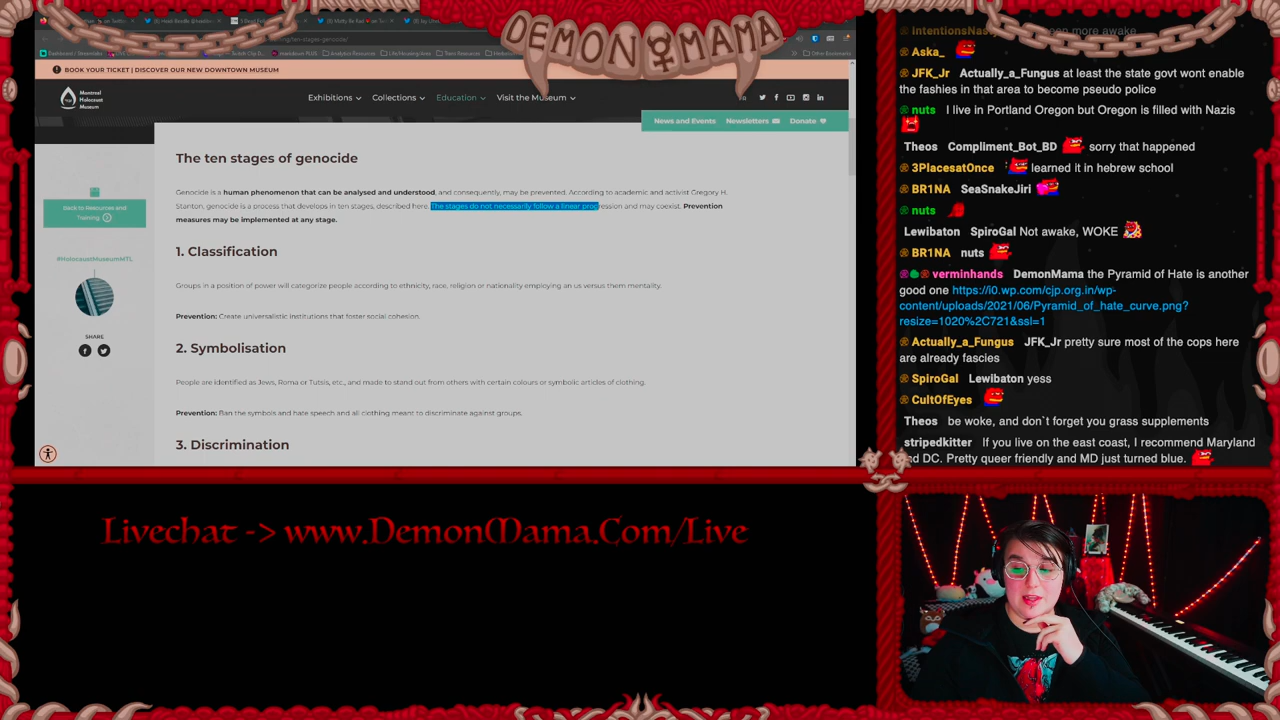 DEMON MAMA
BOOK YOUR TICKET | DISCOVER OUR NEW DOWNTOWN MUSEUM
Montreal
Holocaust
Museum
Exhibitions
Collections
Education
Visit the Museum
News and Events
Newsletters
Donate
Back to Resources and
Training
#HolocaustMuseumMTL
SHARE
The ten stages of genocide
Genocide is a human phenomenon that can be analysed and understood, and consequently, may be prevented. According to academic and activist Gregory H.
Stanton, genocide is a process that develops in ten stages, described here. The stages do not necessarily follow a linear progression and may coexist. Prevention
measures may be implemented at any stage.
1. Classification
Groups in a position of power will categorize people according to ethnicity, race, religion or nationality employing an us versus them mentality.
Prevention: Create universalistic institutions that foster social cohesion.
2. Symbolisation
People are identified as Jews, Roma or Tutsis, etc., and made to stand out from others with certain colours or symbolic articles of clothing.
Prevention: Ban the symbols and hate speech and all clothing meant to discriminate against groups.
3. Discrimination
Livechat -> www.DemonMama.Com/Live
more awake
Aska_
JFK_Jr Actually_a_Fungus at least the state govt wont enable
the fashies in that area to become pseudo police
nuts I live in Portland Oregon but Oregon is filled with Nazis
Theos Compliment_Bot_BD sorry that happened
3PlacesatOnce learned it in hebrew school
BR1NA SeaSnakeJiri
nuts
Lewibaton SpiroGal Not awake, WOKE
BR1NA nuts
verminhands DemonMama the Pyramid of Hate is another
good one https://i0.wp.com/cjp.org.in/wp-
content/uploads/2021/06/Pyramid_of_hate_curve.png?
resize=1020%2C721&ssl=1
Actually_a_Fungus JFK_Jr pretty sure most of the cops here
are already fascies
SpiroGal Lewibaton yess
CultOfEyes
Theos be woke, and don`t forget you grass supplements
stripedkitter If you live on the east coast, I recommend Maryland
and DC. Pretty queer friendly and MD just turned blue.